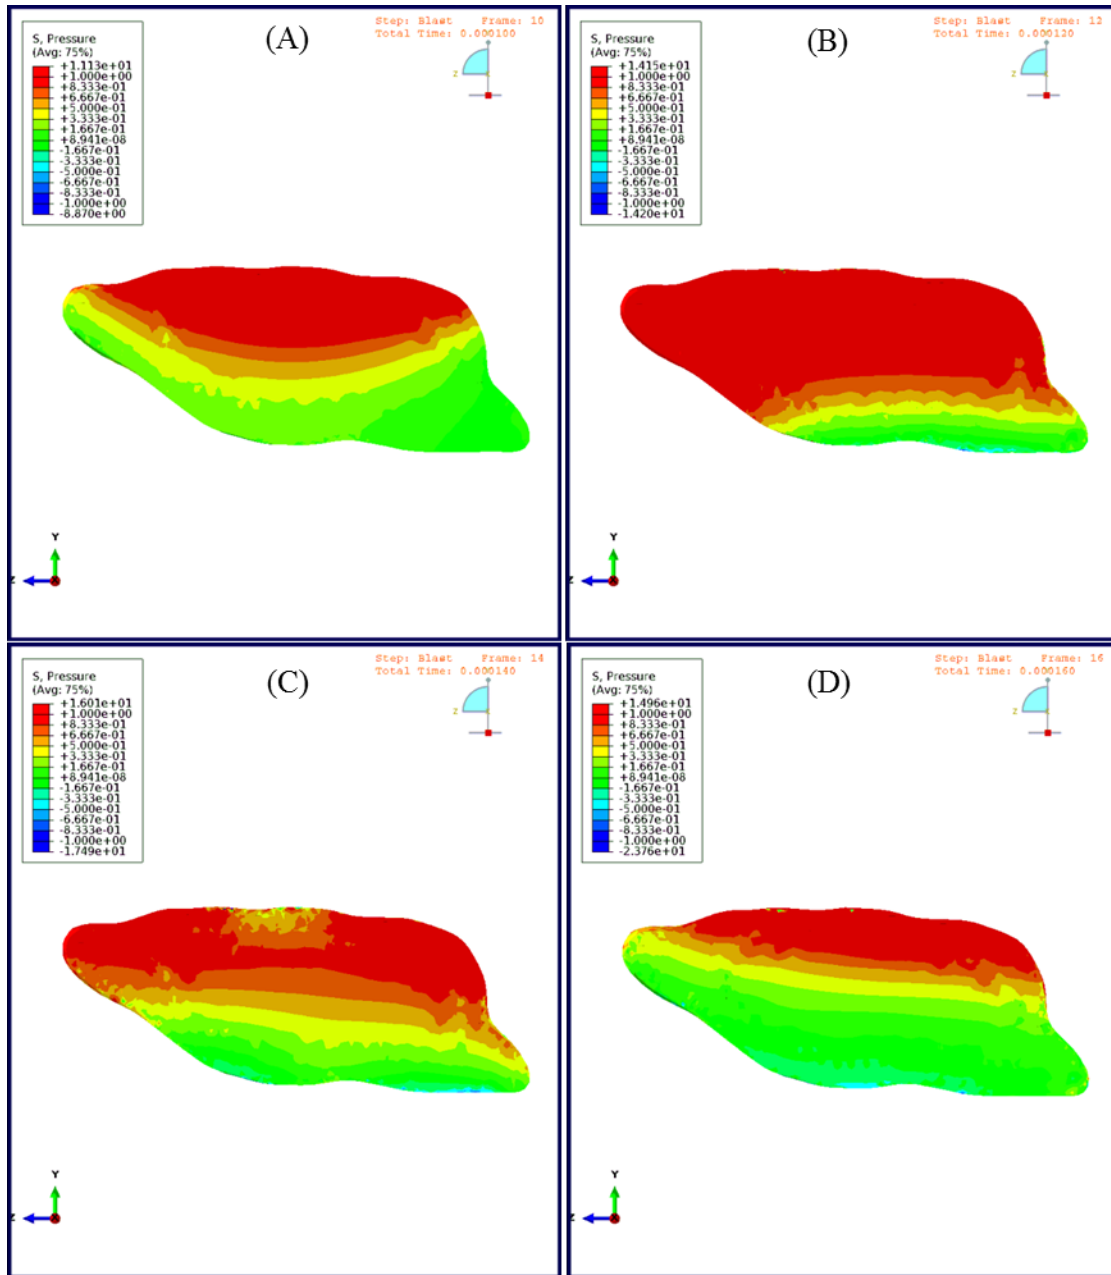 (A)
Step: Blast Frame: 10
Total Time: 0.000100
S, Pressure
(Avg: 75%)
+1.113e+01
+1.000e+00
+8.333e-01
+6.667e-01
+5.000e-01
+3.333e-01
+1.667e-01
+8.941e-08
-1.667e-01
-3.333e-01
-5.000e-01
-6.667e-01
-8.333e-01
-1.000e+00
-8.870e+00
Z
Y
Z
X
(B)
Step: Blast Frame: 12
Total Time: 0.000120
S, Pressure
(Avg: 75%)
+1.415e+01
+1.000e+00
+8.333e-01
+6.667e-01
+5.000e-01
+3.333e-01
+1.667e-01
+8.941e-08
-1.667e-01
-3.333e-01
-5.000e-01
-6.667e-01
-8.333e-01
-1.000e+00
-1.420e+01
Z
Y
Z
X
(C)
Step: Blast Frame: 14
Total Time: 0.000140
S, Pressure
(Avg: 75%)
+1.601e+01
+1.000e+00
+8.333e-01
+6.667e-01
+5.000e-01
+3.333e-01
+1.667e-01
+8.941e-08
-1.667e-01
-3.333e-01
-5.000e-01
-6.667e-01
-8.333e-01
-1.000e+00
-1.749e+01
Z
Y
Z
X
(D)
Step: Blast Frame: 16
Total Time: 0.000160
S, Pressure
(Avg: 75%)
+1.496e+01
+1.000e+00
+8.333e-01
+6.667e-01
+5.000e-01
+3.333e-01
+1.667e-01
+8.941e-08
-1.667e-01
-3.333e-01
-5.000e-01
-6.667e-01
-8.333e-01
-1.000e+00
-2.376e+01
Z
Y
Z
X